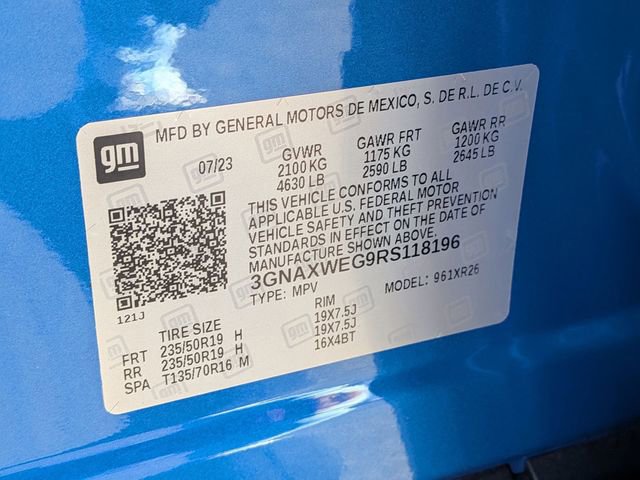 gm
MFD BY GENERAL MOTORS DE MEXICO, S. DE R.L. DE C.V.
07/23
GVWR GAWR FRT GAWR RR
2100 KG 1175 KG 1200 KG
4630 LB 2590 LB 2645 LB
THIS VEHICLE CONFORMS TO ALL
APPLICABLE U.S. FEDERAL MOTOR
VEHICLE SAFETY AND THEFT PREVENTION
STANDARDS IN EFFECT ON THE DATE OF
MANUFACTURE SHOWN ABOVE.
3GNAXWEG9RS118196
TYPE: MPV MODEL: 961XR26
121J
TIRE SIZE RIM
FRT 235/50R19 H 19X7.5J
RR 235/50R19 H 19X7.5J
SPA T135/70R16 M 16X4BT